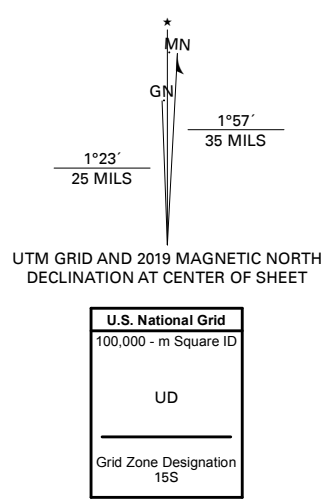 ★
MN
GN
1°57´
35 MILS
1°23´
25 MILS
UTM GRID AND 2019 MAGNETIC NORTH
DECLINATION AT CENTER OF SHEET
U.S. National Grid
100,000 - m Square ID
UD
Grid Zone Designation
15S